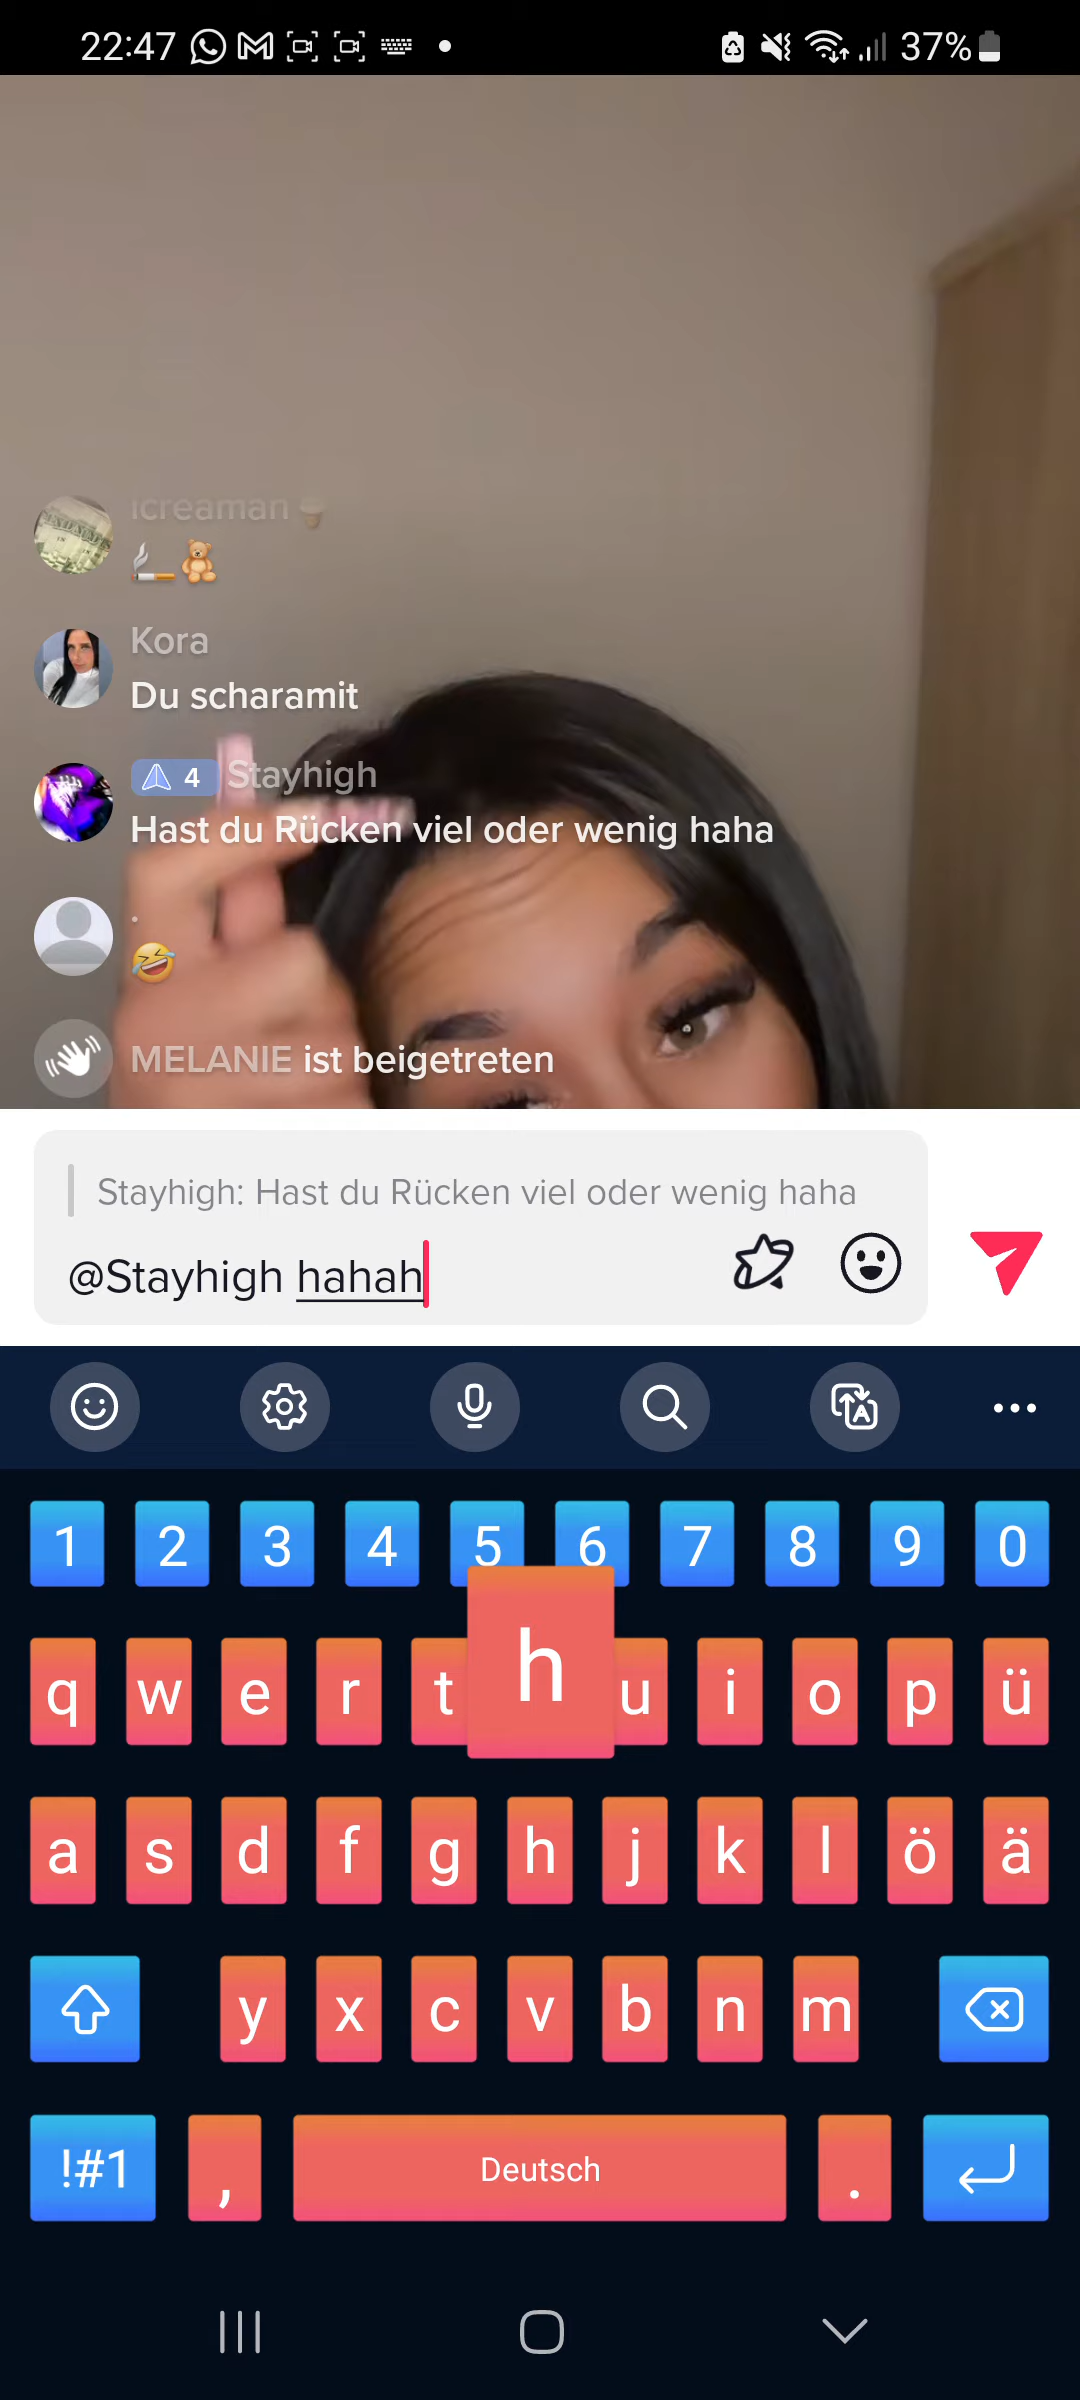 22:47
37%
icreaman
Kora
Du scharamit
4 Stayhigh
Hast du Rücken viel oder wenig haha
.
MELANIE ist beigetreten
Stayhigh: Hast du Rücken viel oder wenig haha
@Stayhigh hahah
1 2 3 4 5 6 7 8 9 0
q w e r t h u i o p ü
a s d f g h j k l ö ä
y x c v b n m
!#1 , Deutsch .